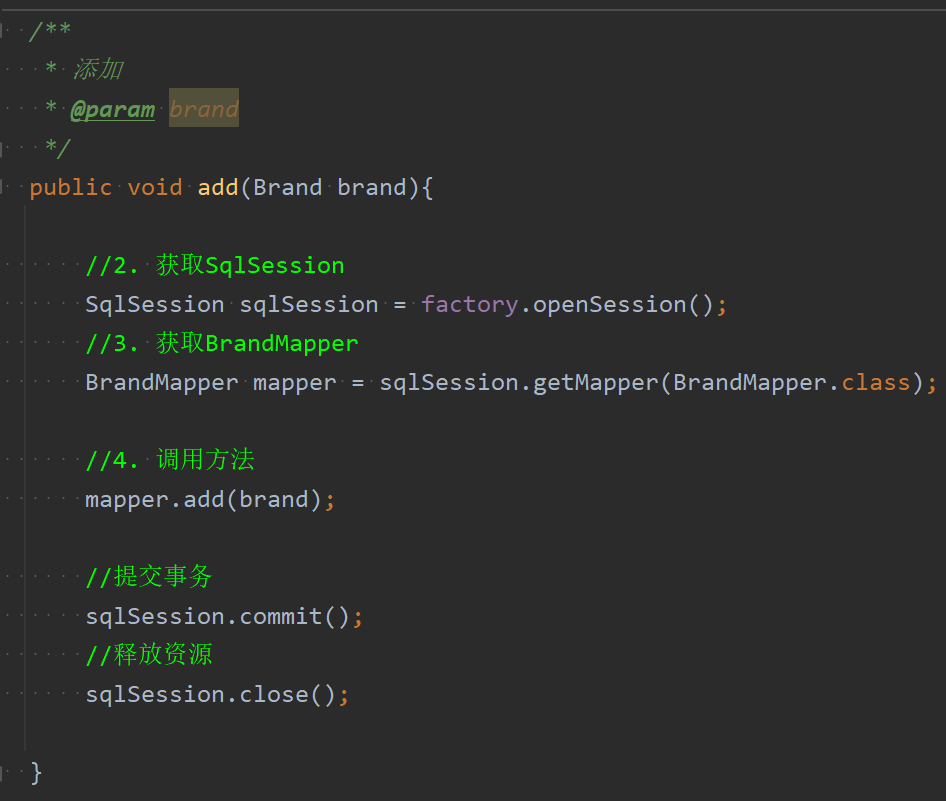 /**
* 添加
* @param brand
*/
public void add(Brand brand){
//2. 获取SqlSession
SqlSession sqlSession = factory.openSession();
//3. 获取BrandMapper
BrandMapper mapper = sqlSession.getMapper(BrandMapper.class);
//4. 调用方法
mapper.add(brand);
//提交事务
sqlSession.commit();
//释放资源
sqlSession.close();
}